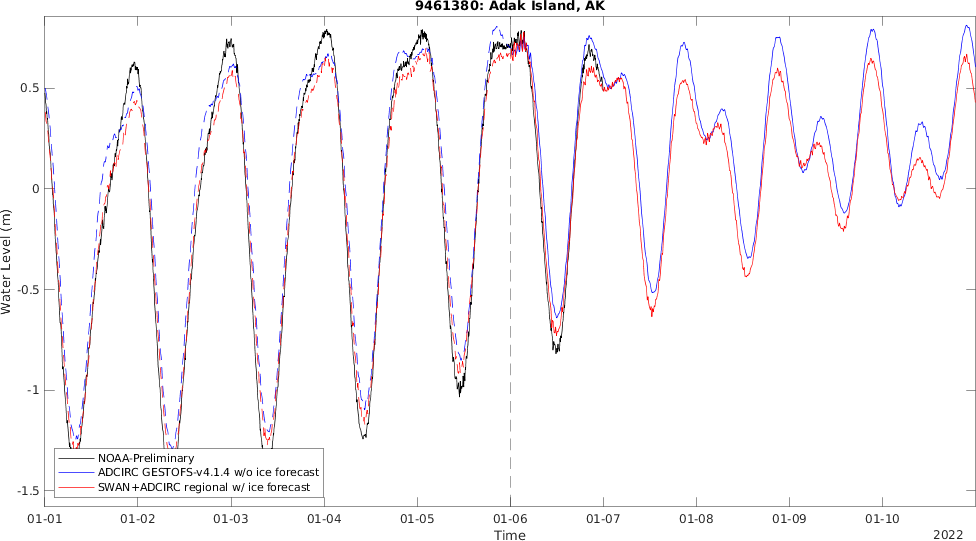 9461380: Adak Island, AK
Water Level (m)
0.5
0
-0.5
-1
-1.5
NOAA-Preliminary
ADCIRC GESTOFS-v4.1.4 w/o ice forecast
SWAN+ADCIRC regional w/ ice forecast
01-01 01-02 01-03 01-04 01-05 01-06 01-07 01-08 01-09 01-10
Time
2022